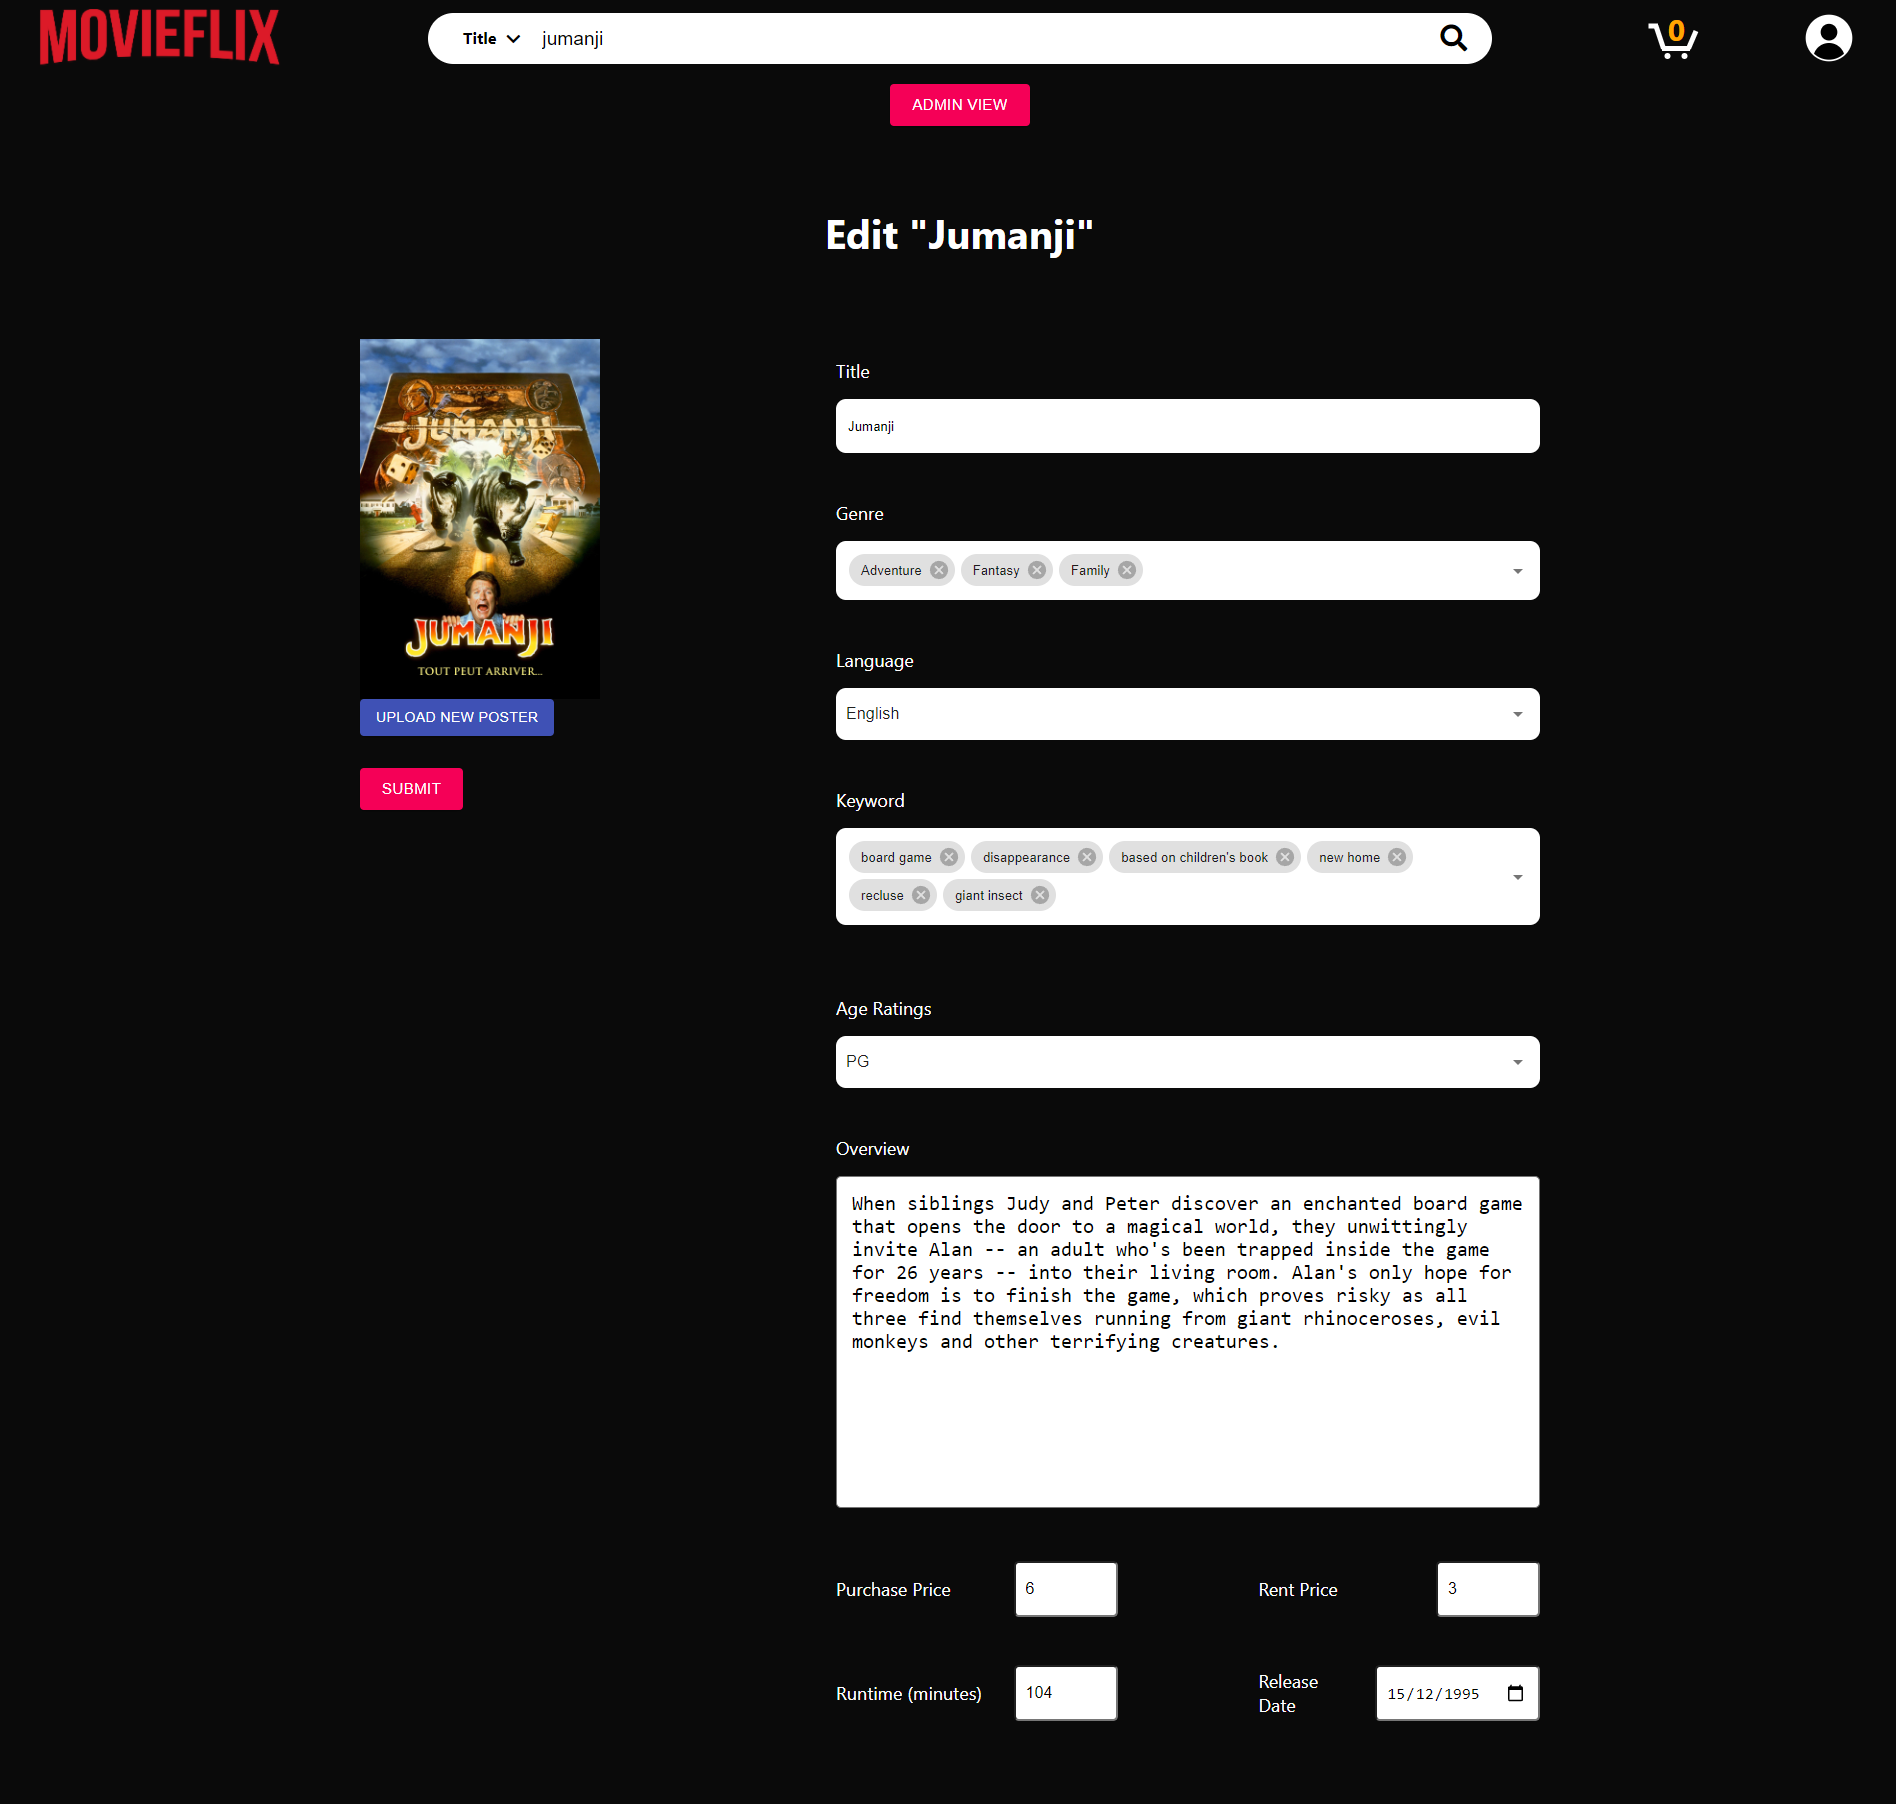 MOVIEFLIX
Title jumanji
0
ADMIN VIEW
Edit "Jumanji"
JUMANJI
JUMANJI
TOUT PEUT ARRIVER...
UPLOAD NEW POSTER
SUBMIT
Title
Jumanji
Genre
Adventure Fantasy Family
Language
English
Keyword
board game disappearance based on children's book new home
recluse giant insect
Age Ratings
PG
Overview
When siblings Judy and Peter discover an enchanted board game
that opens the door to a magical world, they unwittingly
invite Alan -- an adult who's been trapped inside the game
for 26 years -- into their living room. Alan's only hope for
freedom is to finish the game, which proves risky as all
three find themselves running from giant rhinoceroses, evil
monkeys and other terrifying creatures.
Purchase Price 6 Rent Price 3
Runtime (minutes) 104 Release
Date 15/12/1995